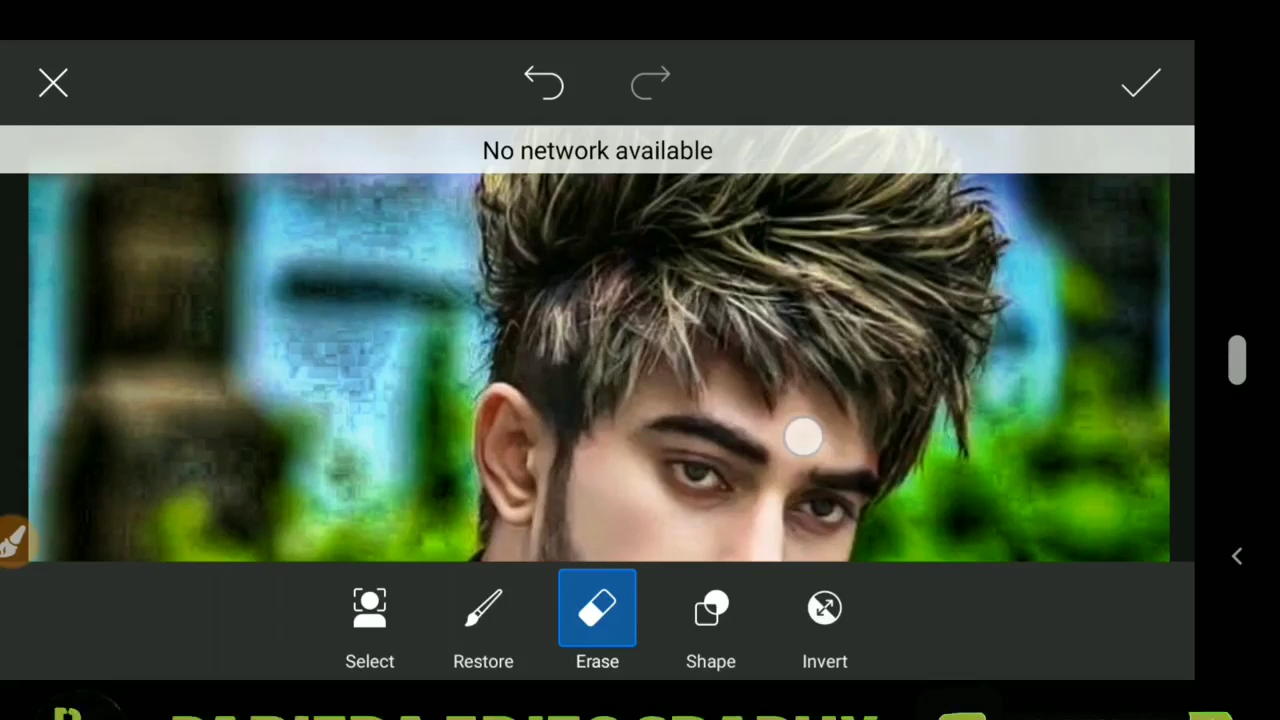 No network available
Select
Restore
Erase
Shape
Invert